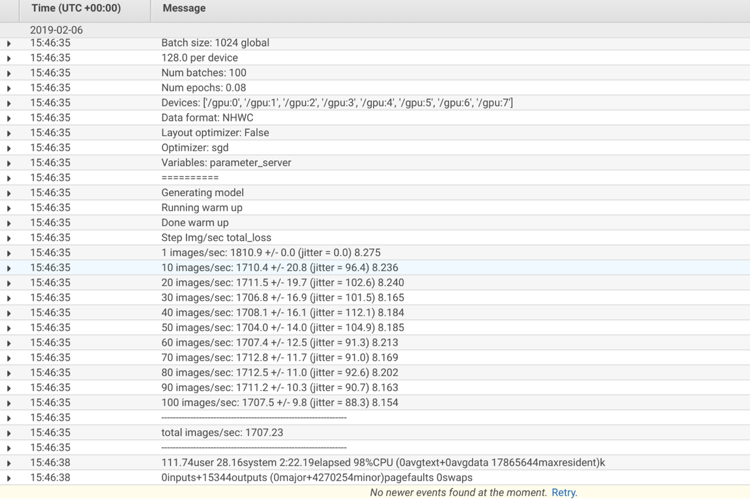 Time (UTC +00:00) Message
2019-02-06
15:46:35 Batch size: 1024 global
15:46:35 128.0 per device
15:46:35 Num batches: 100
15:46:35 Num epochs: 0.08
15:46:35 Devices: ['/gpu:0', '/gpu:1', '/gpu:2', '/gpu:3', '/gpu:4', '/gpu:5', '/gpu:6', '/gpu:7']
15:46:35 Data format: NHWC
15:46:35 Layout optimizer: False
15:46:35 Optimizer: sgd
15:46:35 Variables: parameter_server
15:46:35 ==========
15:46:35 Generating model
15:46:35 Running warm up
15:46:35 Done warm up
15:46:35 Step Img/sec total_loss
15:46:35 1 images/sec: 1810.9 +/- 0.0 (jitter = 0.0) 8.275
15:46:35 10 images/sec: 1710.4 +/- 20.8 (jitter = 96.4) 8.236
15:46:35 20 images/sec: 1711.5 +/- 19.7 (jitter = 102.6) 8.240
15:46:35 30 images/sec: 1706.8 +/- 16.9 (jitter = 101.5) 8.165
15:46:35 40 images/sec: 1708.1 +/- 16.1 (jitter = 112.1) 8.184
15:46:35 50 images/sec: 1704.0 +/- 14.0 (jitter = 104.9) 8.185
15:46:35 60 images/sec: 1707.4 +/- 12.5 (jitter = 91.3) 8.213
15:46:35 70 images/sec: 1712.8 +/- 11.7 (jitter = 91.0) 8.169
15:46:35 80 images/sec: 1712.5 +/- 11.0 (jitter = 92.6) 8.202
15:46:35 90 images/sec: 1711.2 +/- 10.3 (jitter = 90.7) 8.163
15:46:35 100 images/sec: 1707.5 +/- 9.8 (jitter = 88.3) 8.154
15:46:35 ----------------------------------------------------------------
15:46:35 total images/sec: 1707.23
15:46:35 ----------------------------------------------------------------
15:46:38 111.74user 28.16system 2:22.19elapsed 98%CPU (0avgtext+0avgdata 17865644maxresident)k
15:46:38 0inputs+15344outputs (0major+4270254minor)pagefaults 0swaps
No newer events found at the moment. Retry.